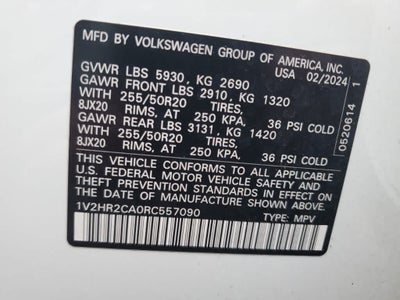 MFD BY VOLKSWAGEN GROUP OF AMERICA, INC.
USA 02/2024
GVWR LBS 5930, KG 2690
GAWR FRONT LBS 2910, KG 1320
WITH 255/50R20 TIRES,
8JX20 RIMS, AT 250 KPA. 36 PSI COLD
GAWR REAR LBS 3131, KG 1420
WITH 255/50R20 TIRES,
8JX20 RIMS, AT 250 KPA. 36 PSI COLD
THIS VEHICLE CONFORMS TO ALL APPLICABLE
U.S. FEDERAL MOTOR VEHICLE SAFETY AND
THEFT PREVENTION STANDARDS IN EFFECT ON
THE DATE OF MANUFACTURE SHOWN ABOVE
1V2HR2CA0RC557090 TYPE: MPV
0520614 1